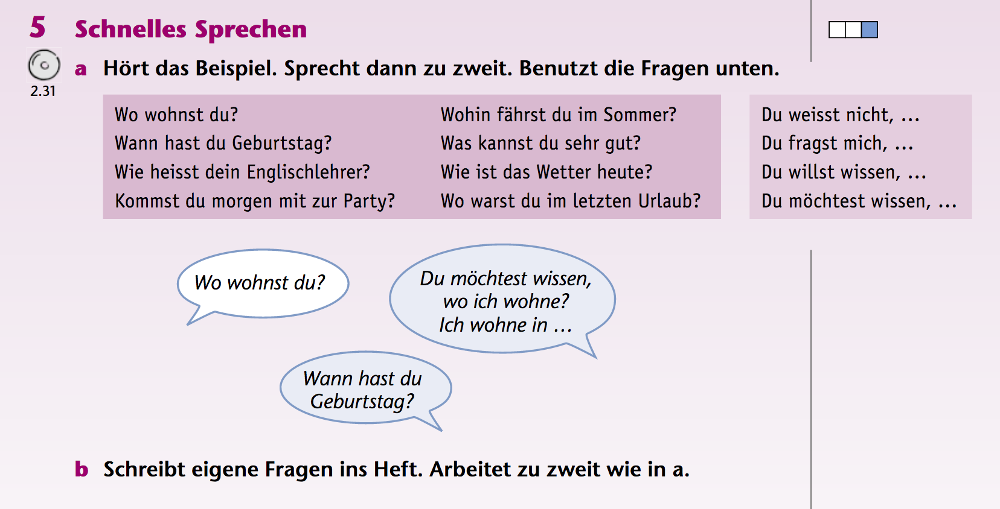 5 Schnelles Sprechen
2.31
a Hört das Beispiel. Sprecht dann zu zweit. Benutzt die Fragen unten.
Wo wohnst du?
Wann hast du Geburtstag?
Wie heisst dein Englischlehrer?
Kommst du morgen mit zur Party?
Wohin fährst du im Sommer?
Was kannst du sehr gut?
Wie ist das Wetter heute?
Wo warst du im letzten Urlaub?
Du weisst nicht, ...
Du fragst mich, ...
Du willst wissen, ...
Du möchtest wissen, ...
Wo wohnst du?
Du möchtest wissen,
wo ich wohne?
Ich wohne in ...
Wann hast du
Geburtstag?
b Schreibt eigene Fragen ins Heft. Arbeitet zu zweit wie in a.